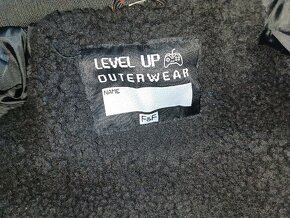 LEVEL UP
OUTERWEAR
NAME
F&F